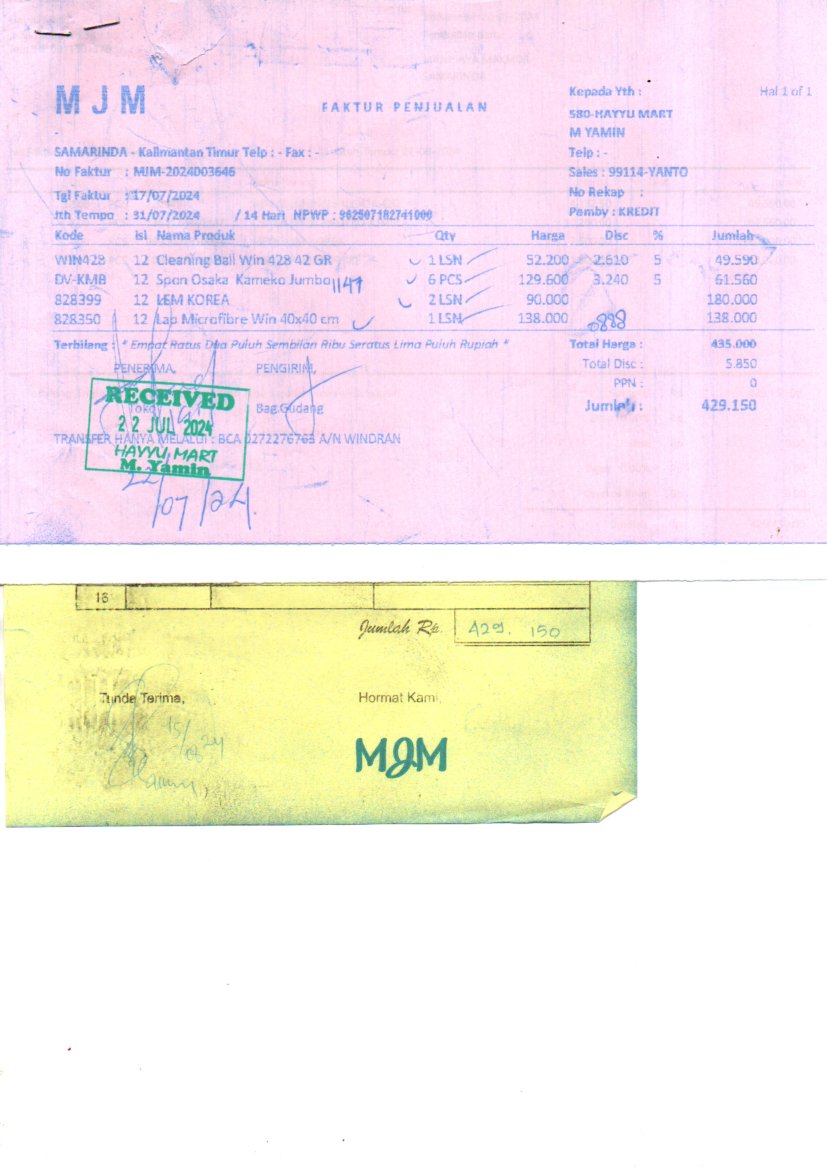 Kepada Yth :
Hal 1 of 1
MJM
FAKTUR PENJUALAN
580-HAYYU MART
M YAMIN
SAMARINDA - Kalimantan Timur Telp : - Fax : -
Telp : -
No Faktur : MJM-2024003646
Sales : 99114-YANTO
Tgl Faktur : 17/07/2024
No Rekap :
Jth Tempo : 31/07/2024 / 14 Hari NPWP : 962507182741000
Pemby : KREDIT
Kode Isi Nama Produk Qty Harga Disc % Jumlah
WIN428 12 Cleaning Ball Win 428 42 GR 1 LSN 52.200 2.610 5 49.590
DV-KMB 12 Spon Osaka Kameko Jumbo 1147 6 PCS 129.600 3.240 5 61.560
828399 12 LEM KOREA 2 LSN 90.000 180.000
828350 12 Lap Microfibre Win 40x40 cm 1 LSN 138.000 138.000
Terbilang : * Empat Ratus Dua Puluh Sembilan Ribu Seratus Lima Puluh Rupiah *
Total Harga : 435.000
Total Disc : 5.850
PPN : 0
Jumlah : 429.150
PENERIMA, PENGIRIM,
RECEIVED
22 JUL 2024
HAYYU MART
M. Yamin
Toko Bag.Gudang
TRANSFER HANYA MELALUI : BCA 0272276763 A/N WINDRAN
22/07/24.
16
Jumlah Rp. 429.150
Tanda Terima, Hormat Kami,
15/08 24
MJM